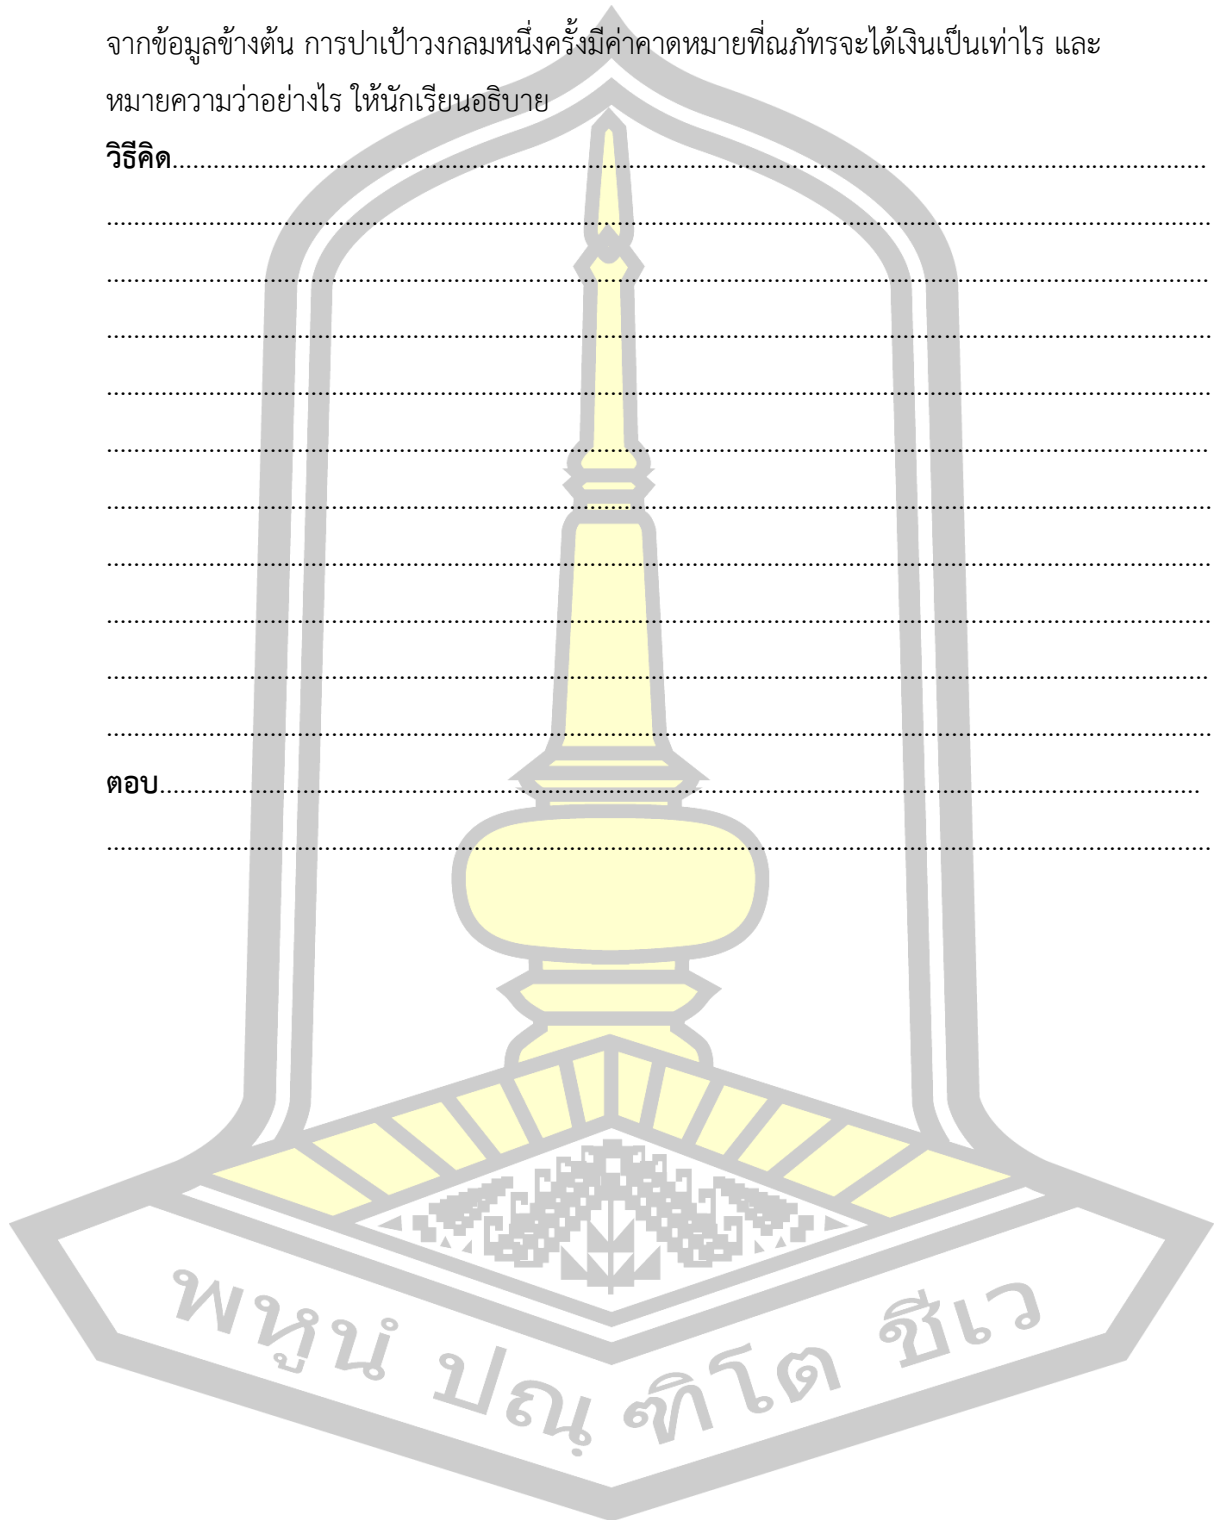 จากข้อมูลข้างต้น การปาเป้าวงกลมหนึ่งครั้งมีค่าคาดหมายที่ณภัทรจะได้เงินเป็นเท่าไร และ
หมายความว่าอย่างไร ให้นักเรียนอธิบาย
วิธีคิด
ตอบ
พหูนํ ปณฺฑิโต ชีเว